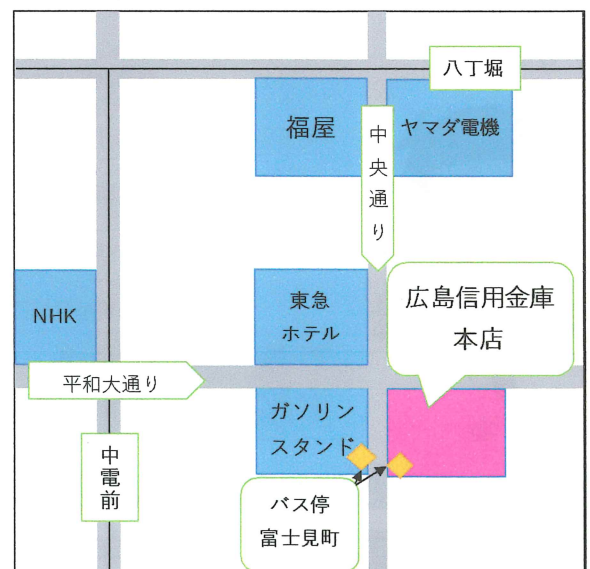 八丁堀
福屋
中央通り
ヤマダ電機
NHK
東急
ホテル
広島信用金庫
本店
平和大通り
ガソリン
スタンド
中電前
バス停
富士見町